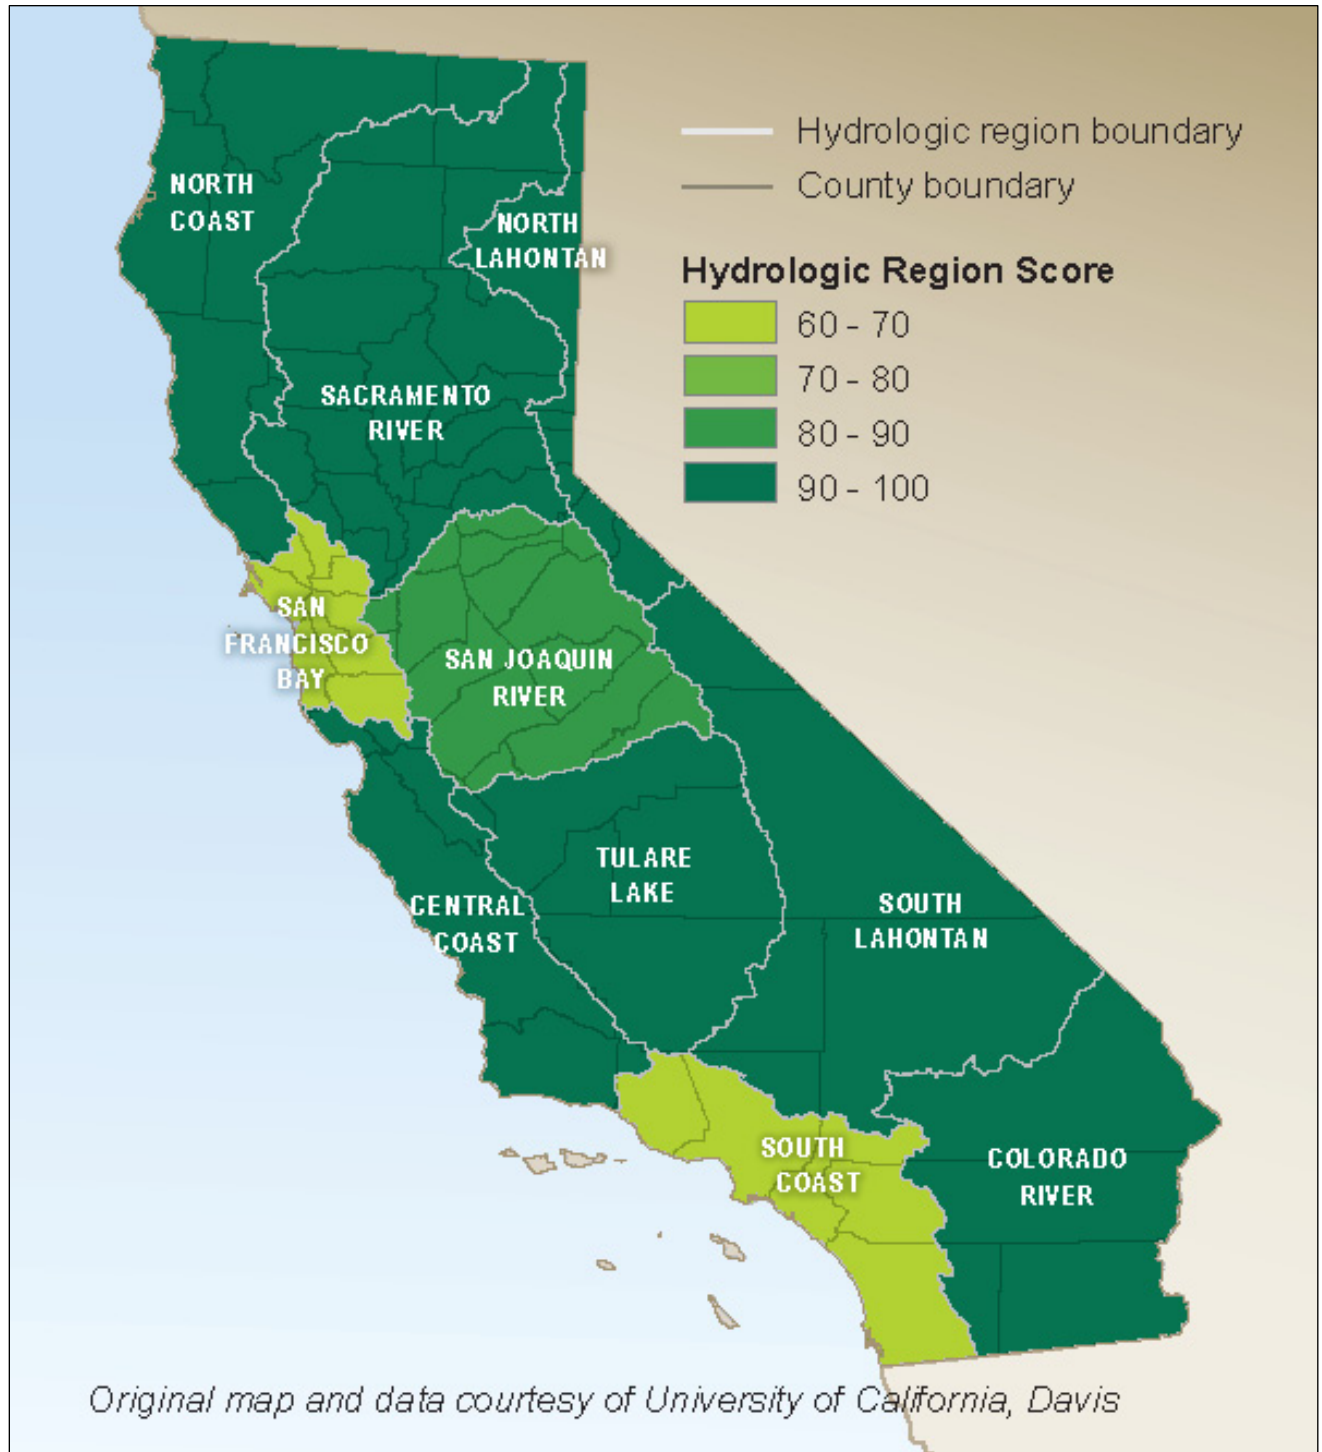 Hydrologic region boundary
County boundary
Hydrologic Region Score
60 - 70
70 - 80
80 - 90
90 - 100
NORTH
COAST
NORTH
LAHONTAN
SACRAMENTO
RIVER
SAN
FRANCISCO
BAY
SAN JOAQUIN
RIVER
TULARE
LAKE
CENTRAL
COAST
SOUTH
LAHONTAN
SOUTH
COAST
COLORADO
RIVER
Original map and data courtesy of University of California, Davis